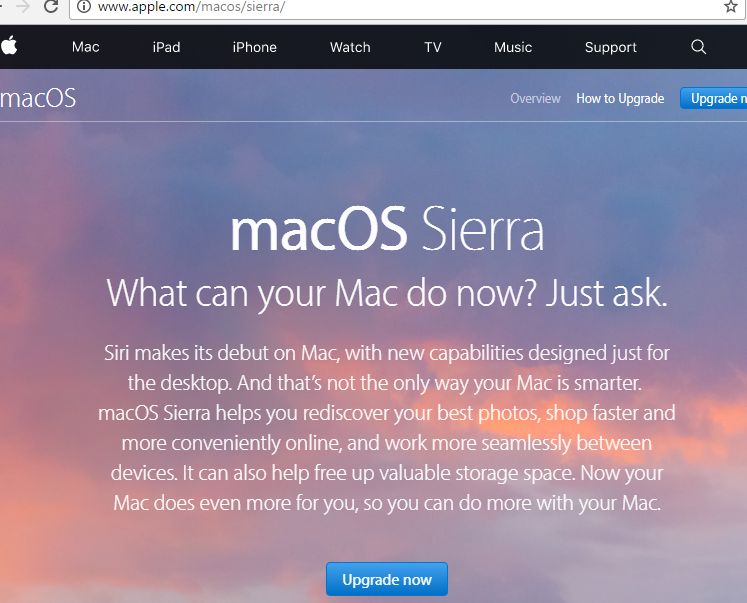 www.apple.com/macos/sierra/
Mac iPad iPhone Watch TV Music Support
macOS Overview How to Upgrade Upgrade n
macOS Sierra
What can your Mac do now? Just ask.
Siri makes its debut on Mac, with new capabilities designed just for
the desktop. And that’s not the only way your Mac is smarter.
macOS Sierra helps you rediscover your best photos, shop faster and
more conveniently online, and work more seamlessly between
devices. It can also help free up valuable storage space. Now your
Mac does even more for you, so you can do more with your Mac.
Upgrade now